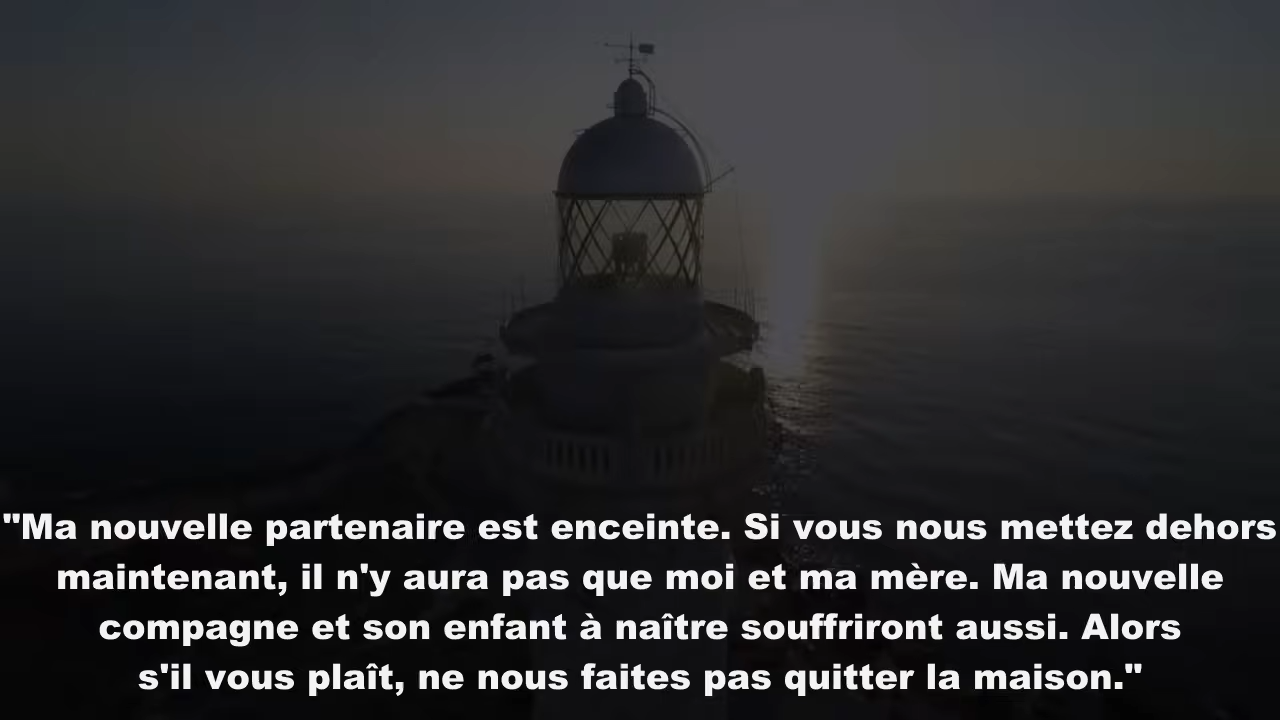 "Ma nouvelle partenaire est enceinte. Si vous nous mettez dehors
maintenant, il n'y aura pas que moi et ma mère. Ma nouvelle
compagne et son enfant à naître souffriront aussi. Alors
s'il vous plaît, ne nous faites pas quitter la maison."